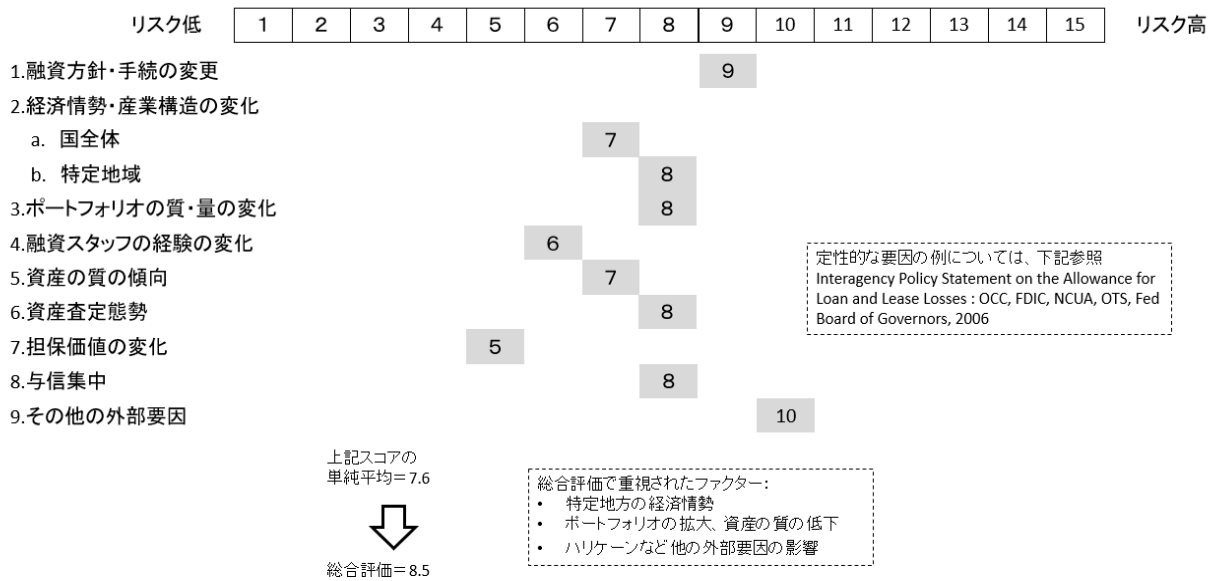 リスク低 1 2 3 4 5 6 7 8 9 10 11 12 13 14 15 リスク高
1.融資方針・手続の変更 9
2.経済情勢・産業構造の変化
a. 国全体 7
b. 特定地域 8
3.ポートフォリオの質・量の変化 8
4.融資スタッフの経験の変化 6
5.資産の質の傾向 7
6.資産査定態勢 8
7.担保価値の変化 5
8.与信集中 8
9.その他の外部要因 10
定性的な要因の例については、下記参照
Interagency Policy Statement on the Allowance for
Loan and Lease Losses : OCC, FDIC, NCUA, OTS, Fed
Board of Governors, 2006
上記スコアの
単純平均=7.6
総合評価=8.5
総合評価で重視されたファクター:
• 特定地方の経済情勢
• ポートフォリオの拡大、資産の質の低下
• ハリケーンなど他の外部要因の影響